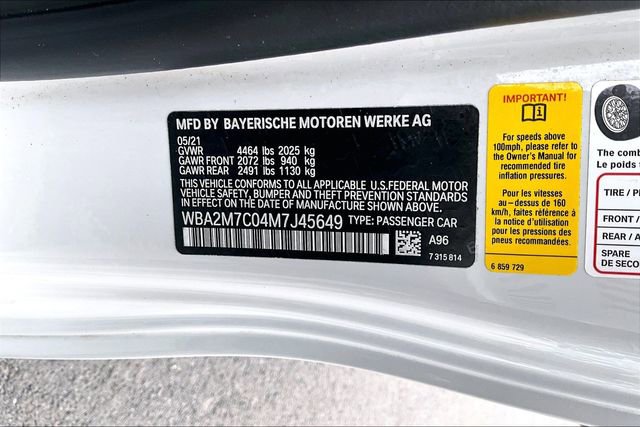 MFD BY BAYERISCHE MOTOREN WERKE AG
05/21
GVWR 4464 lbs 2025 kg
GAWR FRONT 2072 lbs 940 kg
GAWR REAR 2491 lbs 1130 kg
THIS VEHICLE CONFORMS TO ALL APPLICABLE U.S.FEDERAL MOTOR
VEHICLE SAFETY, BUMPER AND THEFT PREVENTION STANDARDS
IN EFFECT ON THE DATE OF MANUFACTURE SHOWN ABOVE.
WBA2M7C04M7J45649 TYPE: PASSENGER CAR
A96
7 315 814
IMPORTANT!
For speeds above
100mph, please refer to
the Owner's Manual for
recommended tire
inflation pressures.
Pour les vitesses
au-dessus de 160
km/h, faites référence à
la notice d'utilisation
pour les pressions des
pneus recommandées.
6 859 729
The comb
Le poids t
TIRE / P
FRONT /
REAR / A
SPARE
DE SECO